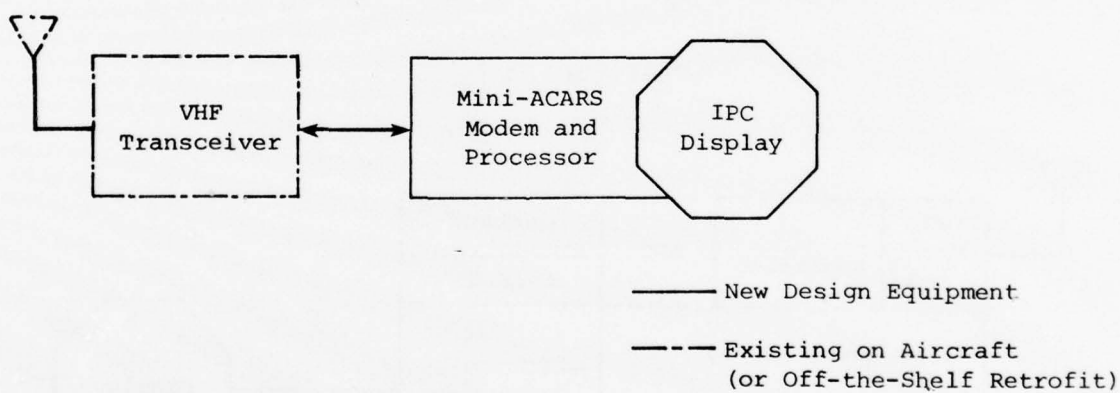 VHF
Transceiver
Mini-ACARS
Modem and
Processor
IPC
Display
New Design Equipment
Existing on Aircraft
(or Off-the-Shelf Retrofit)